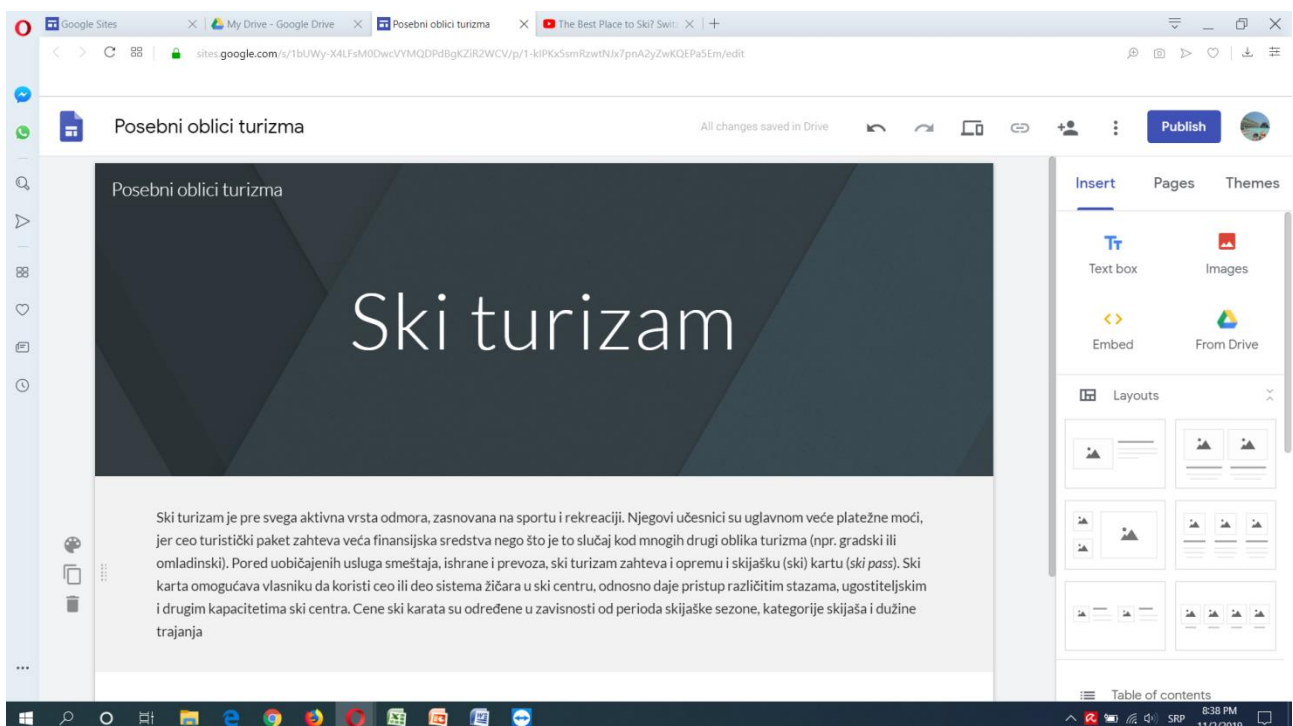 Google Sites
My Drive - Google Drive
Posebni oblici turizma
The Best Place to Ski? Swit
sites.google.com/s/1bUWy-X4LFsM0DwcVYMQDPdBgKZiR2WCV/p/1-kIPKx5smRzwtNJx7pnA2yZwKQEPa5Em/edit
Posebni oblici turizma
All changes saved in Drive
Publish
Posebni oblici turizma
Ski turizam
Ski turizam je pre svega aktivna vrsta odmora, zasnovana na sportu i rekreaciji. Njegovi učesnici su uglavnom veće platežne moći,
jer ceo turistički paket zahteva veća finansijska sredstva nego što je to slučaj kod mnogih drugi oblika turizma (npr. gradski ili
omladinski). Pored uobičajenih usluga smeštaja, ishrane i prevoza, ski turizam zahteva i opremu i skijašku (ski) kartu (ski pass). Ski
karta omogućava vlasniku da koristi ceo ili deo sistema žičara u ski centru, odnosno daje pristup različitim stazama, ugostiteljskim
i drugim kapacitetima ski centra. Cene ski karata su određene u zavisnosti od perioda skijaške sezone, kategorije skijaša i dužine
trajanja
Insert
Pages
Themes
Text box
Images
Embed
From Drive
Layouts
Table of contents
SRP
8:38 PM
11/2/2019